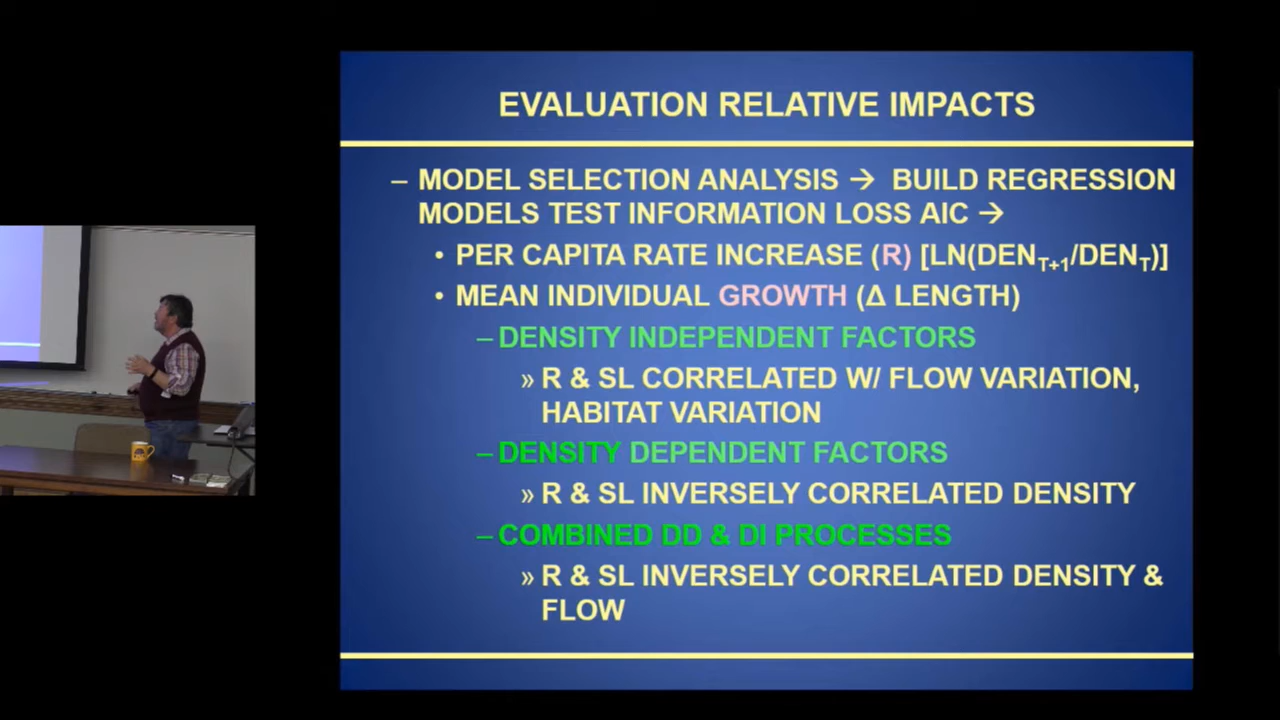 EVALUATION RELATIVE IMPACTS
– MODEL SELECTION ANALYSIS → BUILD REGRESSION
MODELS TEST INFORMATION LOSS AIC →
• PER CAPITA RATE INCREASE (R) [LN(DENT+1/DENT)]
• MEAN INDIVIDUAL GROWTH (Δ LENGTH)
– DENSITY INDEPENDENT FACTORS
» R & SL CORRELATED W/ FLOW VARIATION,
HABITAT VARIATION
– DENSITY DEPENDENT FACTORS
» R & SL INVERSELY CORRELATED DENSITY
– COMBINED DD & DI PROCESSES
» R & SL INVERSELY CORRELATED DENSITY &
FLOW